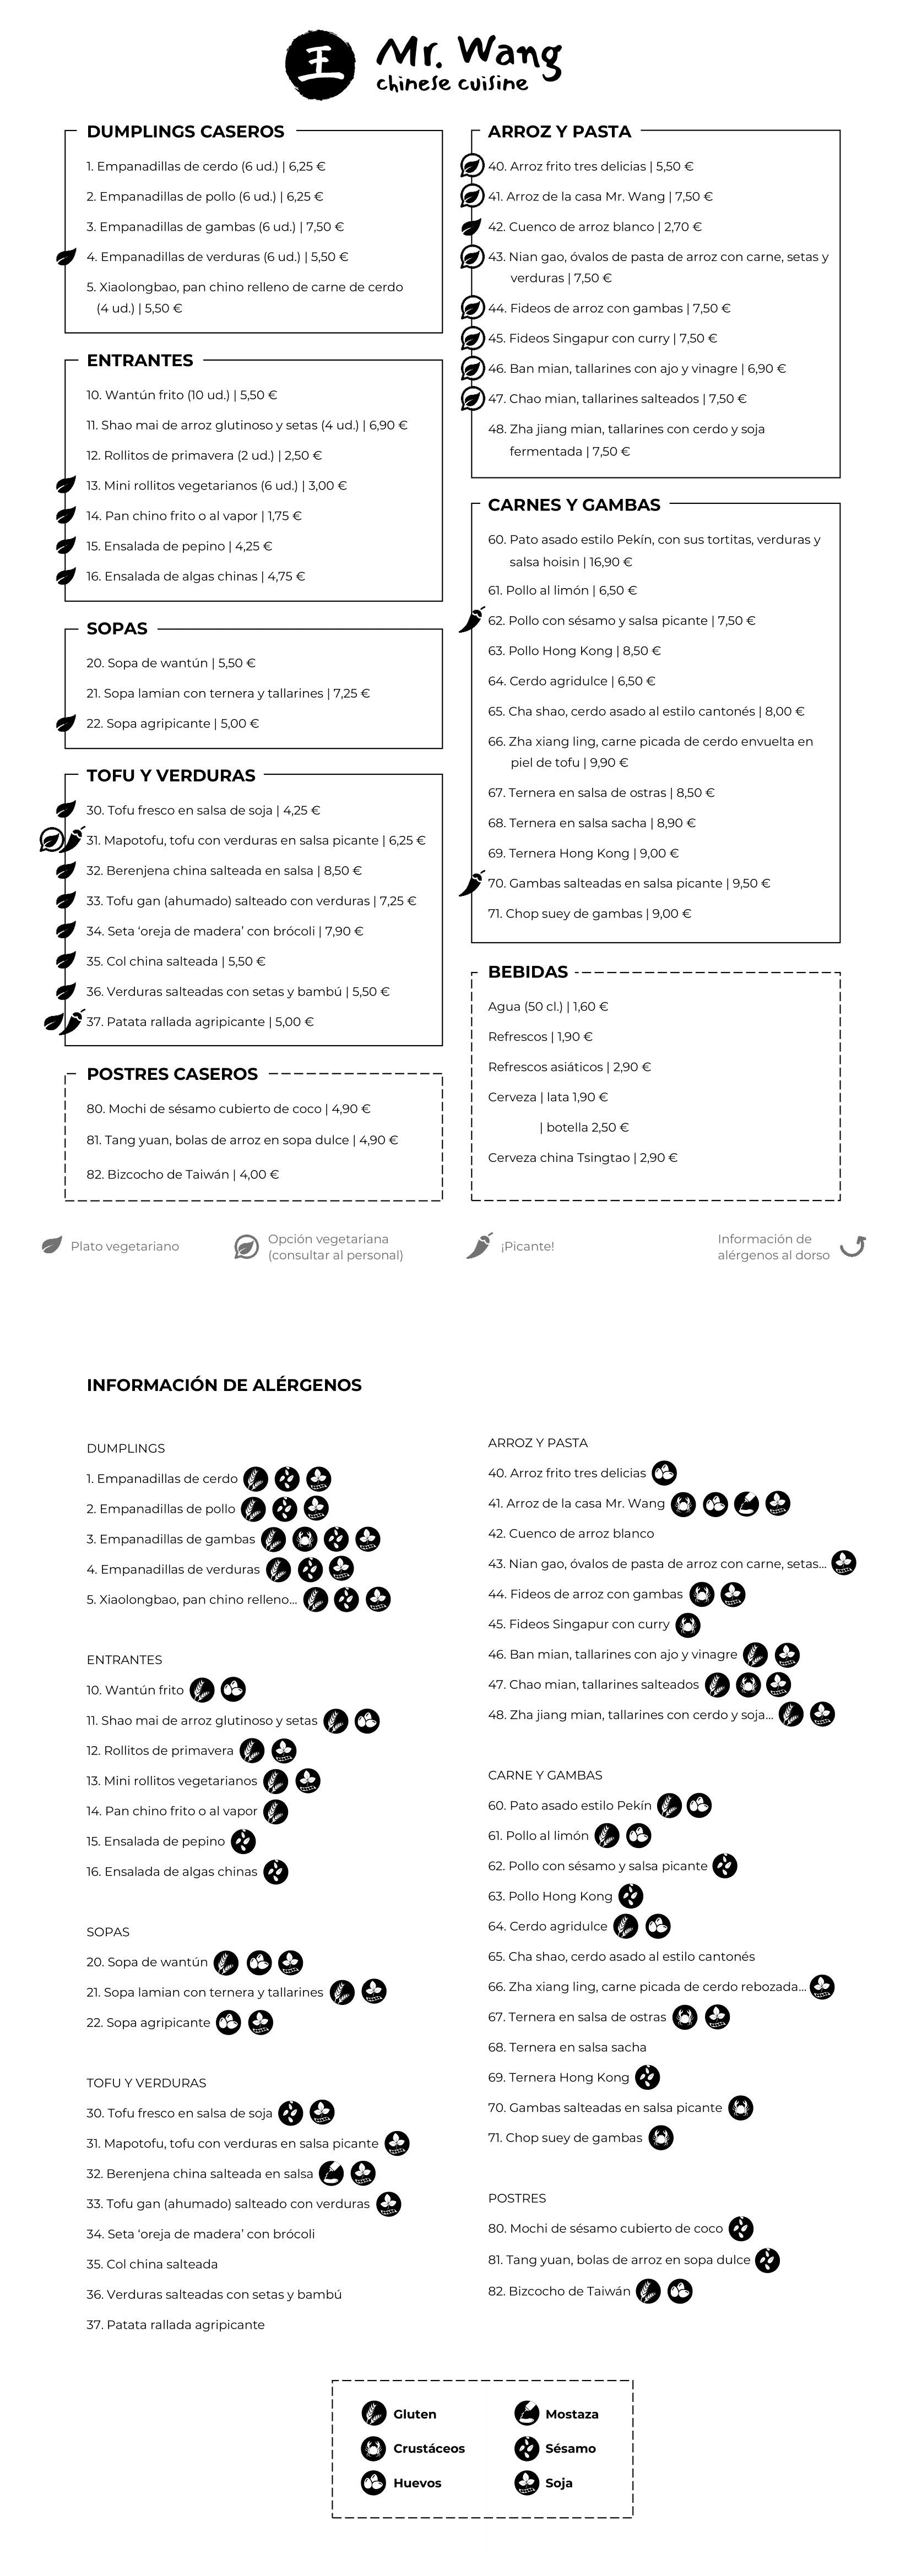 王
Mr. Wang
chinese cuisine
DUMPLINGS CASEROS
1. Empanadillas de cerdo (6 ud.) | 6,25 €
2. Empanadillas de pollo (6 ud.) | 6,25 €
3. Empanadillas de gambas (6 ud.) | 7,50 €
4. Empanadillas de verduras (6 ud.) | 5,50 €
5. Xiaolongbao, pan chino relleno de carne de cerdo
(4 ud.) | 5,50 €
ENTRANTES
10. Wantún frito (10 ud.) | 5,50 €
11. Shao mai de arroz glutinoso y setas (4 ud.) | 6,90 €
12. Rollitos de primavera (2 ud.) | 2,50 €
13. Mini rollitos vegetarianos (6 ud.) | 3,00 €
14. Pan chino frito o al vapor | 1,75 €
15. Ensalada de pepino | 4,25 €
16. Ensalada de algas chinas | 4,75 €
SOPAS
20. Sopa de wantún | 5,50 €
21. Sopa lamian con ternera y tallarines | 7,25 €
22. Sopa agripicante | 5,00 €
TOFU Y VERDURAS
30. Tofu fresco en salsa de soja | 4,25 €
31. Mapotofu, tofu con verduras en salsa picante | 6,25 €
32. Berenjena china salteada en salsa | 8,50 €
33. Tofu gan (ahumado) salteado con verduras | 7,25 €
34. Seta ‘oreja de madera’ con brócoli | 7,90 €
35. Col china salteada | 5,50 €
36. Verduras salteadas con setas y bambú | 5,50 €
37. Patata rallada agripicante | 5,00 €
POSTRES CASEROS
80. Mochi de sésamo cubierto de coco | 4,90 €
81. Tang yuan, bolas de arroz en sopa dulce | 4,90 €
82. Bizcocho de Taiwán | 4,00 €
ARROZ Y PASTA
40. Arroz frito tres delicias | 5,50 €
41. Arroz de la casa Mr. Wang | 7,50 €
42. Cuenco de arroz blanco | 2,70 €
43. Nian gao, óvalos de pasta de arroz con carne, setas y
verduras | 7,50 €
44. Fideos de arroz con gambas | 7,50 €
45. Fideos Singapur con curry | 7,50 €
46. Ban mian, tallarines con ajo y vinagre | 6,90 €
47. Chao mian, tallarines salteados | 7,50 €
48. Zha jiang mian, tallarines con cerdo y soja
fermentada | 7,50 €
CARNES Y GAMBAS
60. Pato asado estilo Pekín, con sus tortitas, verduras y
salsa hoisin | 16,90 €
61. Pollo al limón | 6,50 €
62. Pollo con sésamo y salsa picante | 7,50 €
63. Pollo Hong Kong | 8,50 €
64. Cerdo agridulce | 6,50 €
65. Cha shao, cerdo asado al estilo cantonés | 8,00 €
66. Zha xiang ling, carne picada de cerdo envuelta en
piel de tofu | 9,90 €
67. Ternera en salsa de ostras | 8,50 €
68. Ternera en salsa sacha | 8,90 €
69. Ternera Hong Kong | 9,00 €
70. Gambas salteadas en salsa picante | 9,50 €
71. Chop suey de gambas | 9,00 €
BEBIDAS
Agua (50 cl.) | 1,60 €
Refrescos | 1,90 €
Refrescos asiáticos | 2,90 €
Cerveza | lata 1,90 €
| botella 2,50 €
Cerveza china Tsingtao | 2,90 €
Plato vegetariano
Opción vegetariana
(consultar al personal)
¡Picante!
Información de
alérgenos al dorso
INFORMACIÓN DE ALÉRGENOS
DUMPLINGS
1. Empanadillas de cerdo
2. Empanadillas de pollo
3. Empanadillas de gambas
4. Empanadillas de verduras
5. Xiaolongbao, pan chino relleno...
ENTRANTES
10. Wantún frito
11. Shao mai de arroz glutinoso y setas
12. Rollitos de primavera
13. Mini rollitos vegetarianos
14. Pan chino frito o al vapor
15. Ensalada de pepino
16. Ensalada de algas chinas
SOPAS
20. Sopa de wantún
21. Sopa lamian con ternera y tallarines
22. Sopa agripicante
TOFU Y VERDURAS
30. Tofu fresco en salsa de soja
31. Mapotofu, tofu con verduras en salsa picante
32. Berenjena china salteada en salsa
33. Tofu gan (ahumado) salteado con verduras
34. Seta ‘oreja de madera’ con brócoli
35. Col china salteada
36. Verduras salteadas con setas y bambú
37. Patata rallada agripicante
ARROZ Y PASTA
40. Arroz frito tres delicias
41. Arroz de la casa Mr. Wang
42. Cuenco de arroz blanco
43. Nian gao, óvalos de pasta de arroz con carne, setas...
44. Fideos de arroz con gambas
45. Fideos Singapur con curry
46. Ban mian, tallarines con ajo y vinagre
47. Chao mian, tallarines salteados
48. Zha jiang mian, tallarines con cerdo y soja...
CARNE Y GAMBAS
60. Pato asado estilo Pekín
61. Pollo al limón
62. Pollo con sésamo y salsa picante
63. Pollo Hong Kong
64. Cerdo agridulce
65. Cha shao, cerdo asado al estilo cantonés
66. Zha xiang ling, carne picada de cerdo rebozada...
67. Ternera en salsa de ostras
68. Ternera en salsa sacha
69. Ternera Hong Kong
70. Gambas salteadas en salsa picante
71. Chop suey de gambas
POSTRES
80. Mochi de sésamo cubierto de coco
81. Tang yuan, bolas de arroz en sopa dulce
82. Bizcocho de Taiwán
Gluten
Crustáceos
Huevos
Mostaza
Sésamo
Soja